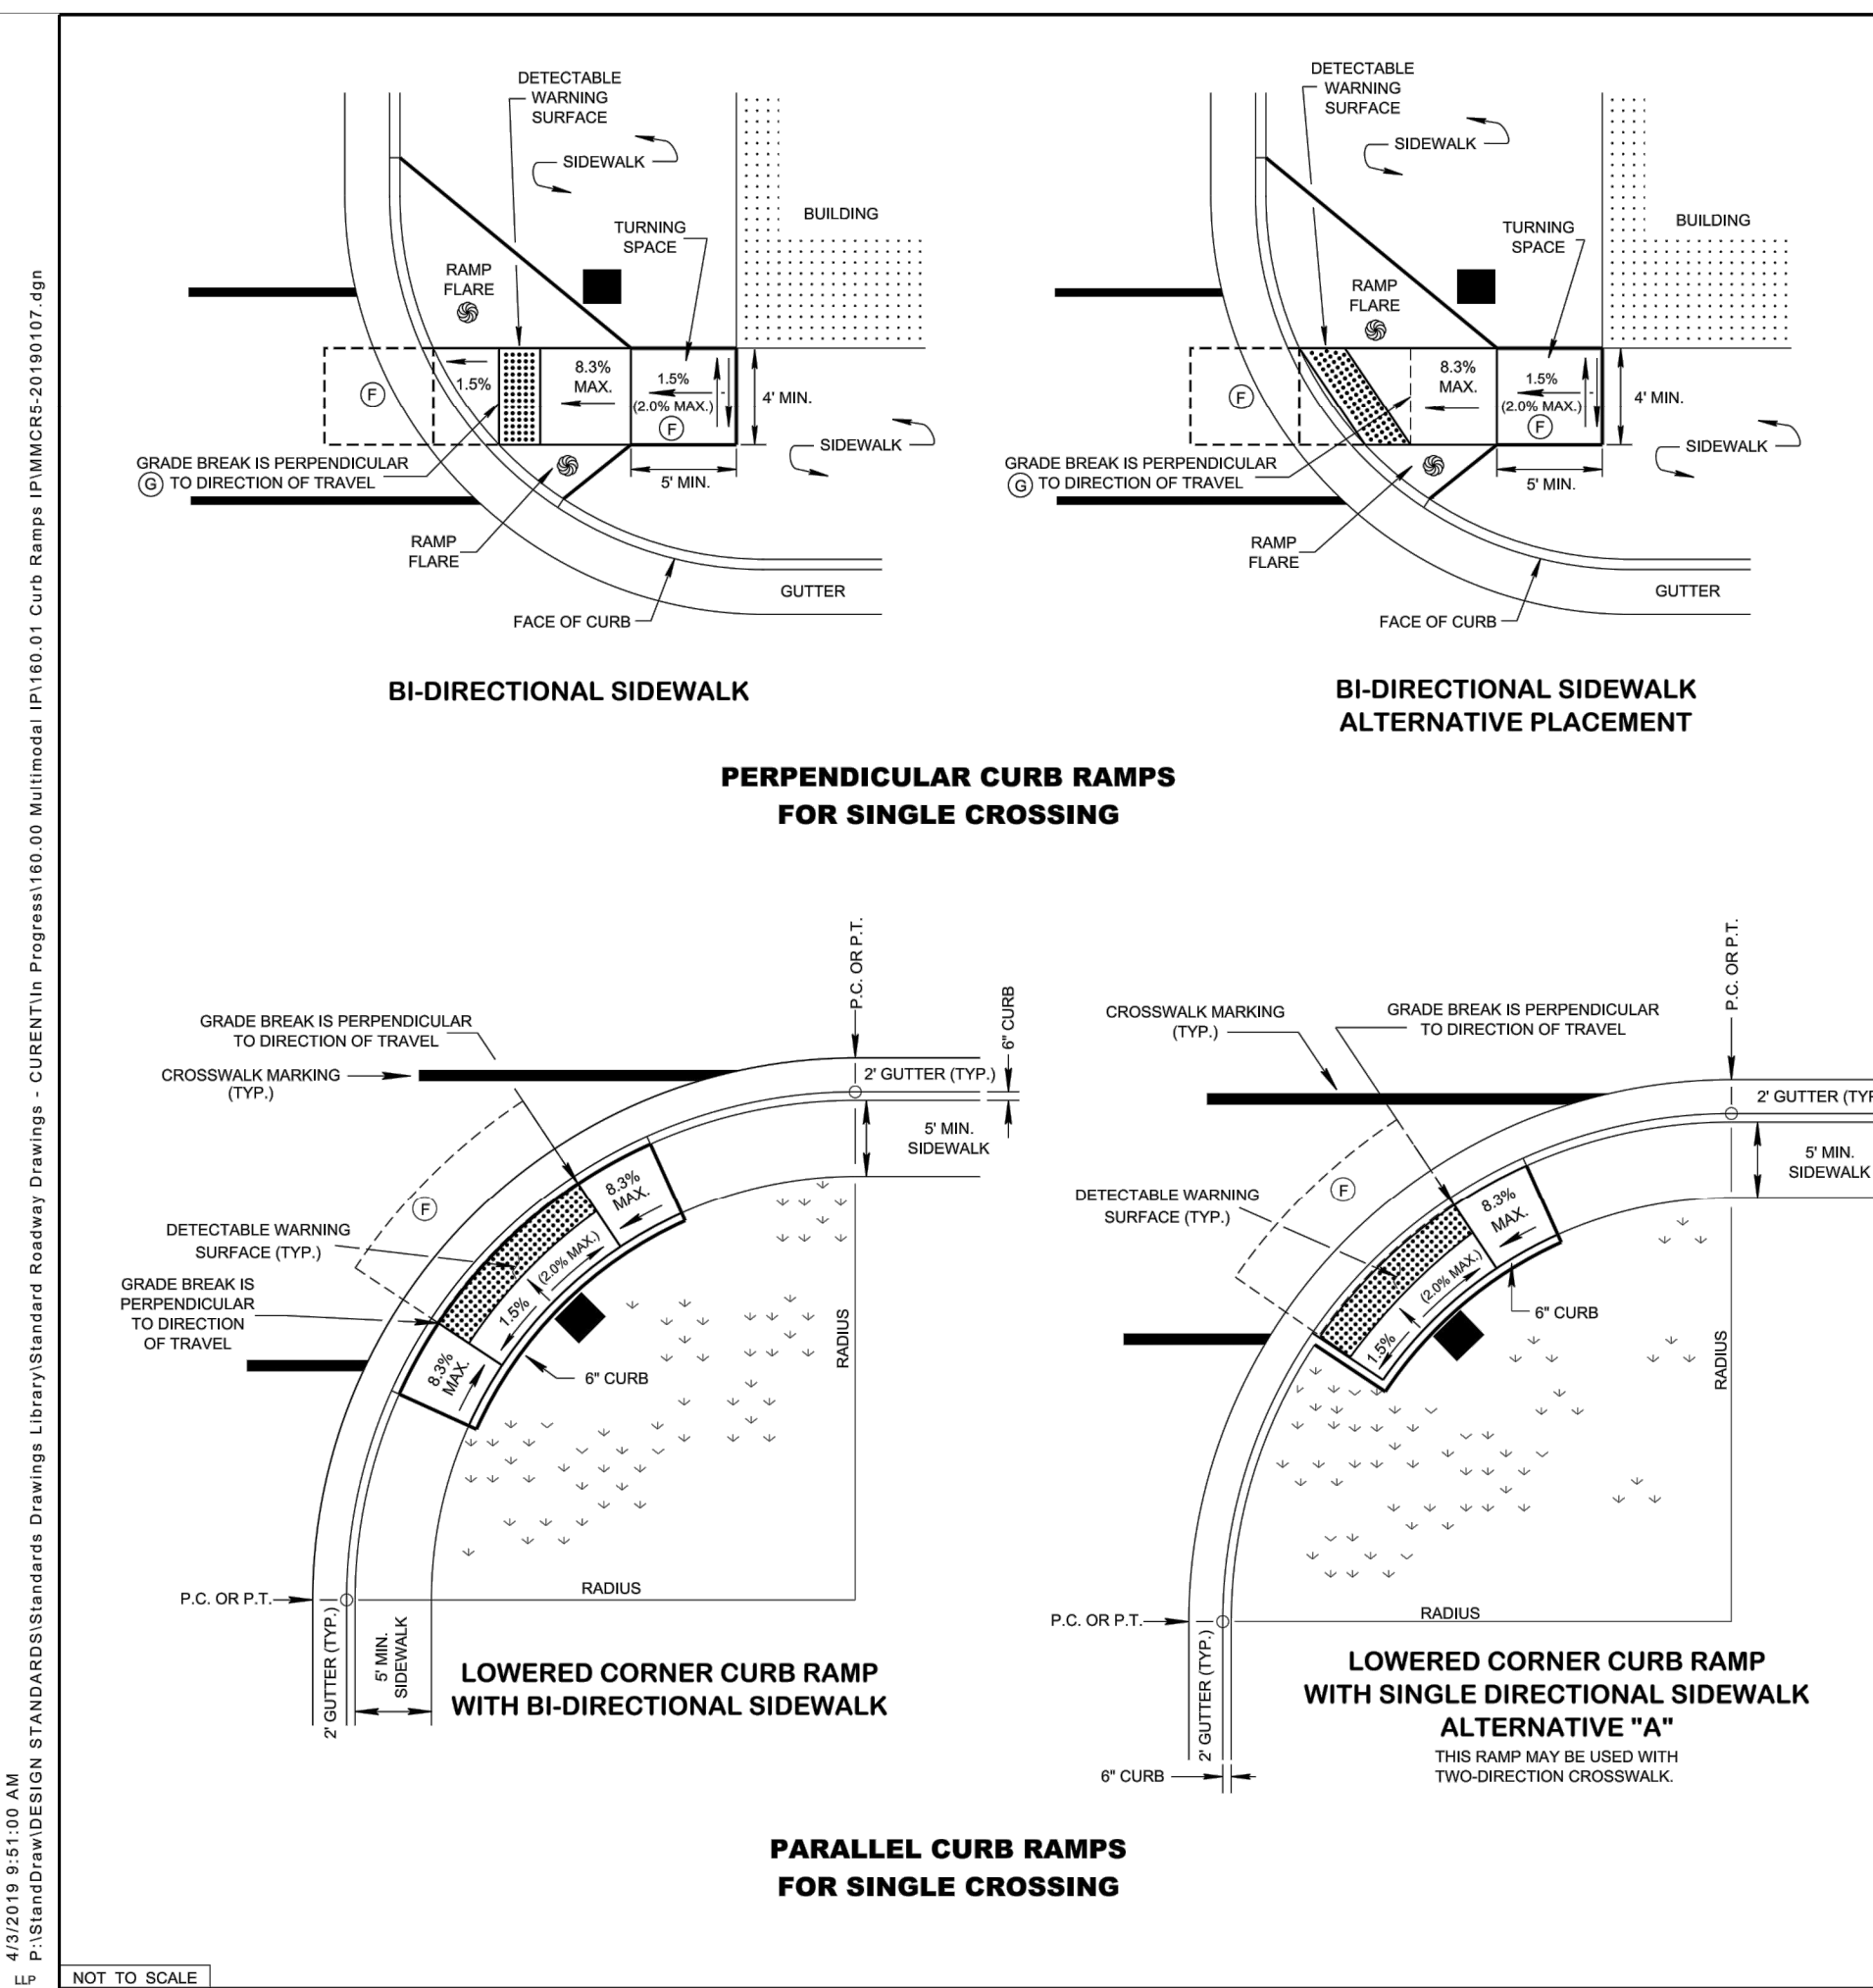 DETECTABLE
WARNING
SURFACE
SIDEWALK
BUILDING
TURNING
SPACE
RAMP
FLARE
F
1.5%
8.3%
MAX.
1.5%
(2.0% MAX.)
F
4' MIN.
SIDEWALK
GRADE BREAK IS PERPENDICULAR
G TO DIRECTION OF TRAVEL
5' MIN.
RAMP
FLARE
GUTTER
FACE OF CURB
BI-DIRECTIONAL SIDEWALK
DETECTABLE
WARNING
SURFACE
SIDEWALK
BUILDING
TURNING
SPACE
RAMP
FLARE
F
8.3%
MAX.
1.5%
(2.0% MAX.)
F
4' MIN.
SIDEWALK
GRADE BREAK IS PERPENDICULAR
G TO DIRECTION OF TRAVEL
5' MIN.
RAMP
FLARE
GUTTER
FACE OF CURB
BI-DIRECTIONAL SIDEWALK
ALTERNATIVE PLACEMENT
PERPENDICULAR CURB RAMPS
FOR SINGLE CROSSING
P.C. OR P.T.
6" CURB
GRADE BREAK IS PERPENDICULAR
TO DIRECTION OF TRAVEL
CROSSWALK MARKING
(TYP.)
2' GUTTER (TYP.)
5' MIN.
SIDEWALK
8.3%
MAX.
F
DETECTABLE WARNING
SURFACE (TYP.)
(2.0% MAX.)
1.5%
GRADE BREAK IS
PERPENDICULAR
TO DIRECTION
OF TRAVEL
8.3%
MAX.
6" CURB
RADIUS
RADIUS
P.C. OR P.T.
2' GUTTER (TYP.)
5' MIN.
SIDEWALK
LOWERED CORNER CURB RAMP
WITH BI-DIRECTIONAL SIDEWALK
P.C. OR P.T.
CROSSWALK MARKING
(TYP.)
GRADE BREAK IS PERPENDICULAR
TO DIRECTION OF TRAVEL
2' GUTTER (TYP
5' MIN.
SIDEWALK
F
8.3%
MAX.
DETECTABLE WARNING
SURFACE (TYP.)
(2.0% MAX.)
1.5%
6" CURB
RADIUS
RADIUS
P.C. OR P.T.
2' GUTTER (TYP.)
6" CURB
LOWERED CORNER CURB RAMP
WITH SINGLE DIRECTIONAL SIDEWALK
ALTERNATIVE "A"
THIS RAMP MAY BE USED WITH
TWO-DIRECTION CROSSWALK.
PARALLEL CURB RAMPS
FOR SINGLE CROSSING
4/3/2019 9:51:00 AM
P:\StandDraw\DESIGN STANDARDS\Standards Drawings Library\Standard Roadway Drawings - CURENT\In Progress\160.00 Multimodal IP\160.01 Curb Ramps IP\MMCR5-20190107.dgn
LLP
NOT TO SCALE